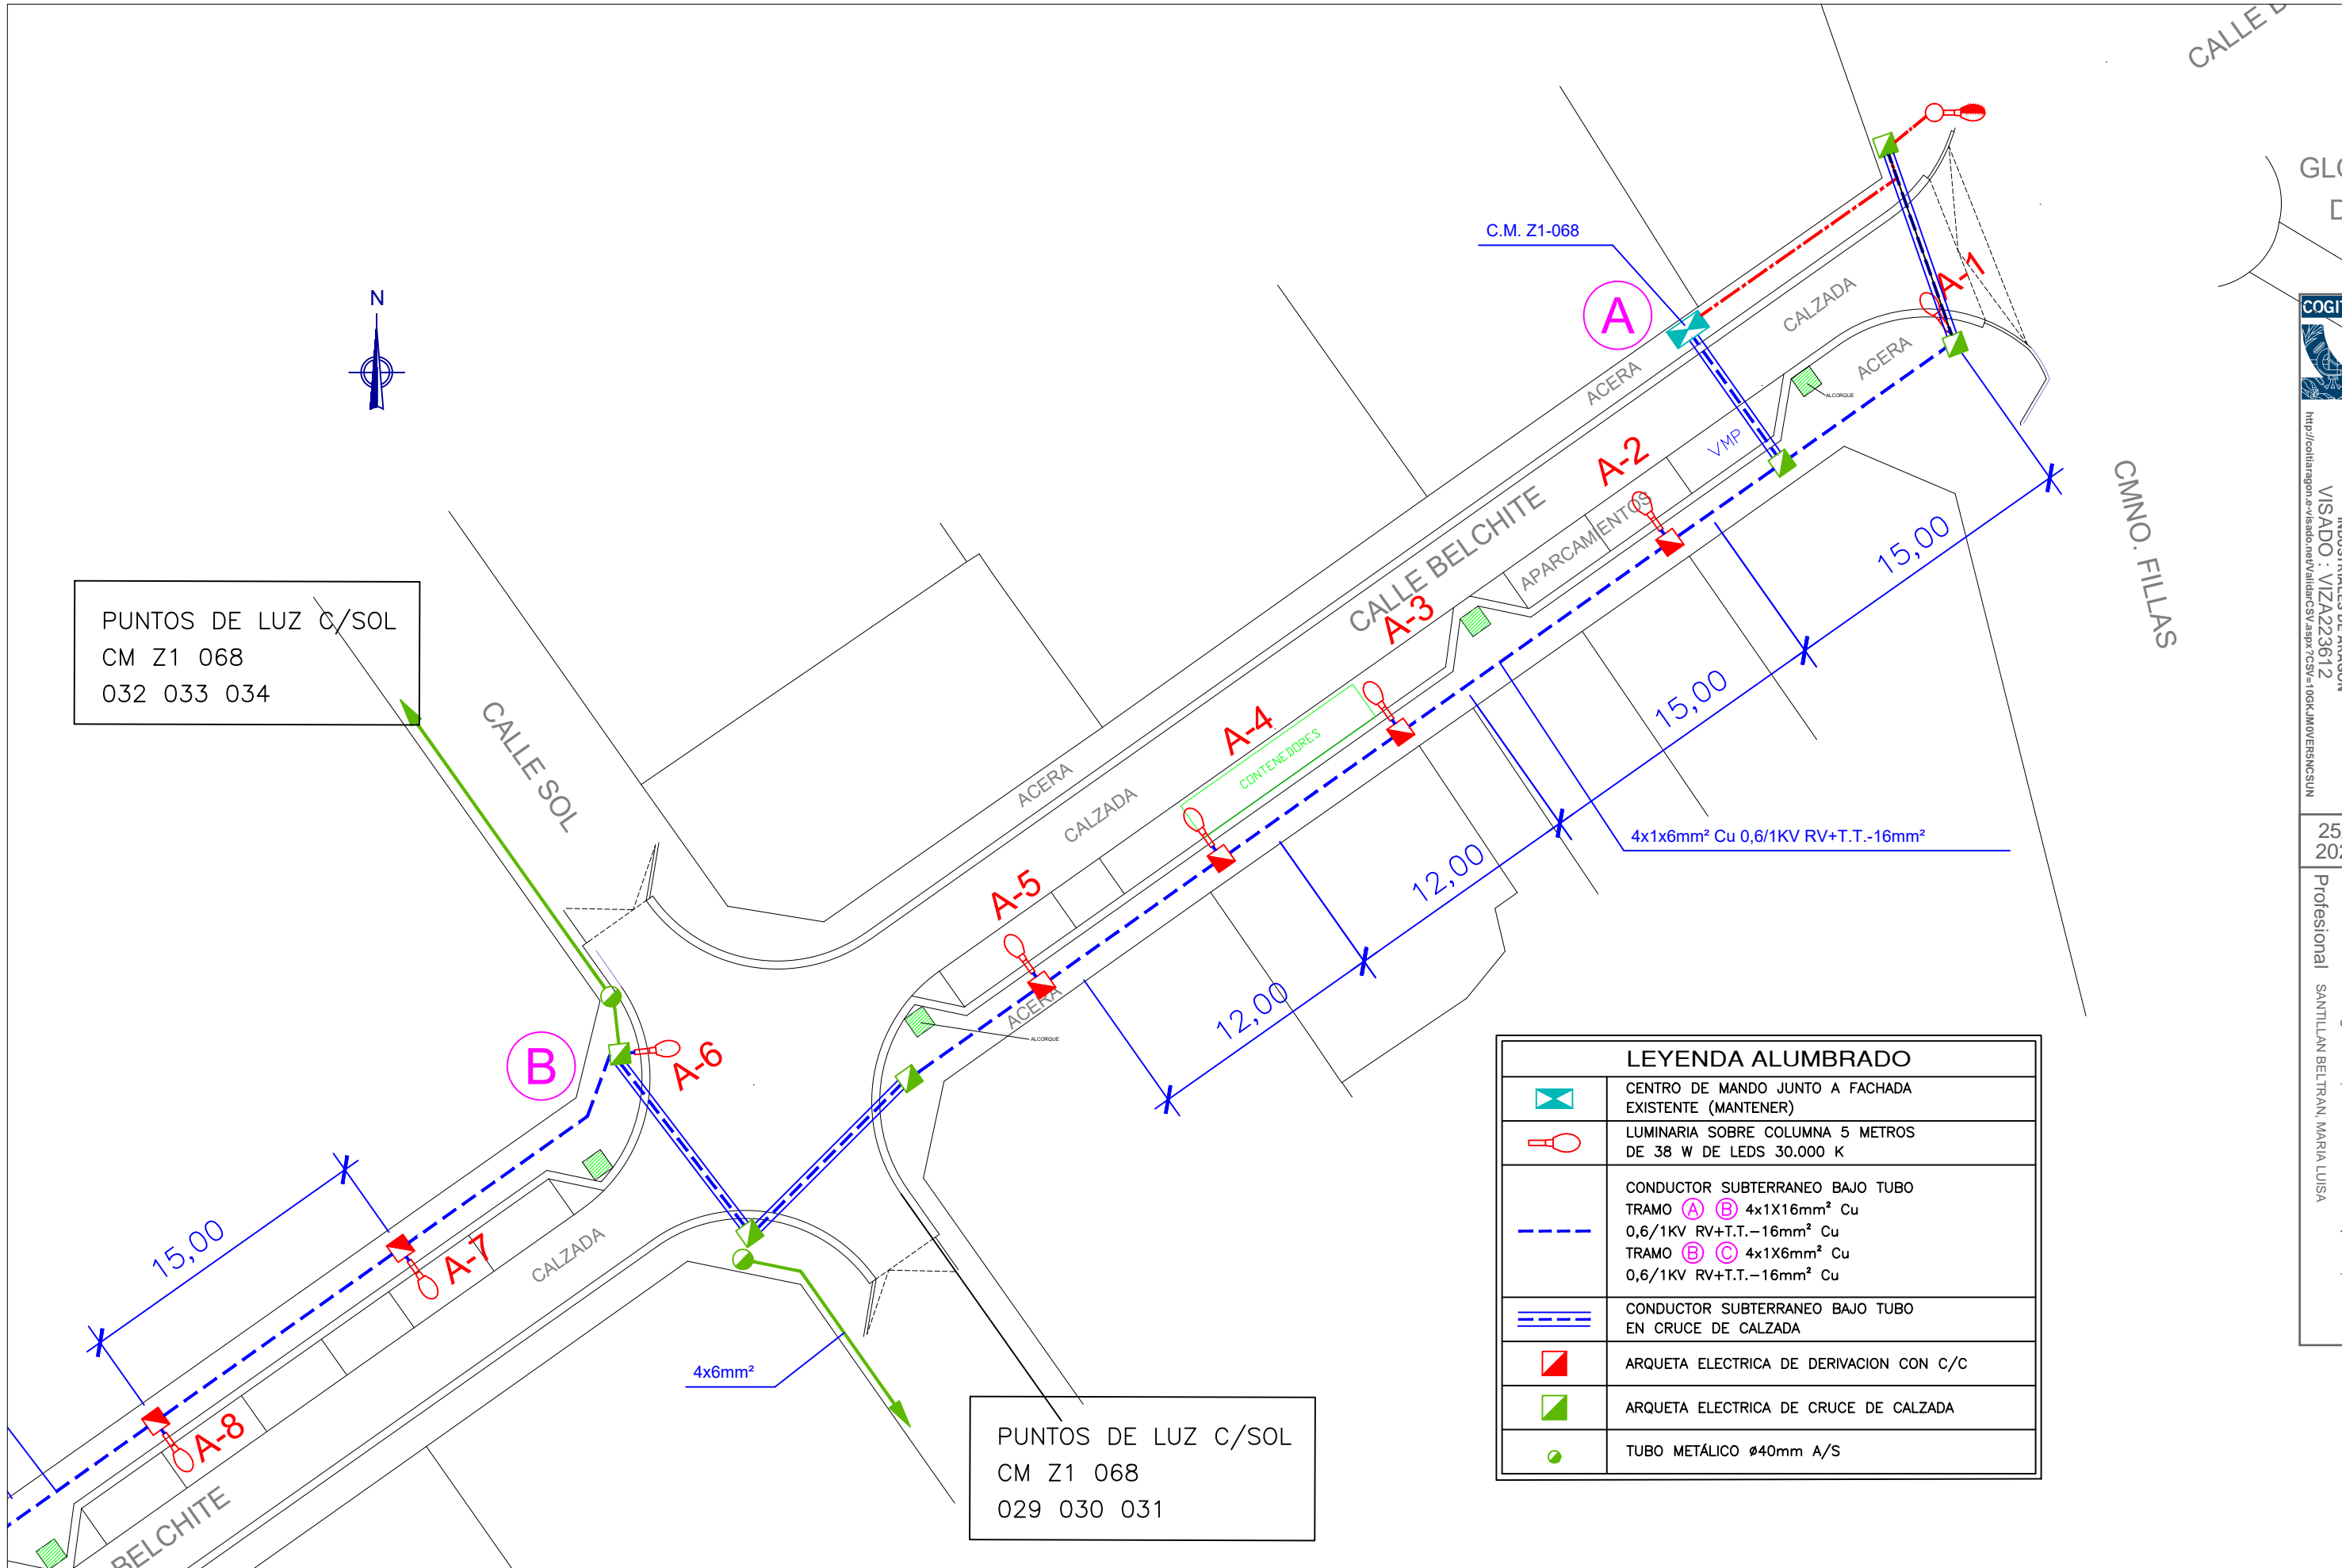 CALLE B
GLO
D
C.M. Z1-068
A
N
A-1
CALZADA
ACERA
ACERA
ALCORQUE
VMP
A-2
CALLE BELCHITE
APARCAMIENTOS
15,00
CMNO. FILLAS
A-3
15,00
PUNTOS DE LUZ C/SOL
CM Z1 068
032 033 034
CALLE SOL
A-4
CONTENEDORES
ACERA
CALZADA
4x1x6mm² Cu 0,6/1KV RV+T.T.-16mm²
12,00
A-5
12,00
ACERA
ALCORQUE
B
A-6
15,00
A-7
CALZADA
4x6mm²
A-8
BELCHITE
PUNTOS DE LUZ C/SOL
CM Z1 068
029 030 031
LEYENDA ALUMBRADO
CENTRO DE MANDO JUNTO A FACHADA
EXISTENTE (MANTENER)
LUMINARIA SOBRE COLUMNA 5 METROS
DE 38 W DE LEDS 30.000 K
CONDUCTOR SUBTERRANEO BAJO TUBO
TRAMO A B 4x1X16mm² Cu
0,6/1KV RV+T.T.-16mm² Cu
TRAMO B C 4x1X6mm² Cu
0,6/1KV RV+T.T.-16mm² Cu
CONDUCTOR SUBTERRANEO BAJO TUBO
EN CRUCE DE CALZADA
ARQUETA ELECTRICA DE DERIVACION CON C/C
ARQUETA ELECTRICA DE CRUCE DE CALZADA
TUBO METÁLICO ø40mm A/S
COGIT
INDUSTRIALES DE ARAGÓN
VISADO : VIZA223612
http://cogitiaragon.e-visado.net/ValidarCSV.aspx?CSV=10GKJM0VER5NCSUN
25
202
Profesional
SANTILLAN BELTRAN, MARIA LUISA